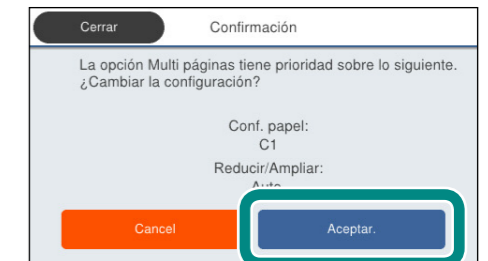 Cerrar Confirmación
La opción Multi páginas tiene prioridad sobre lo siguiente.
¿Cambiar la configuración?
Conf. papel:
C1
Reducir/Ampliar:
Auto
Cancel Aceptar.